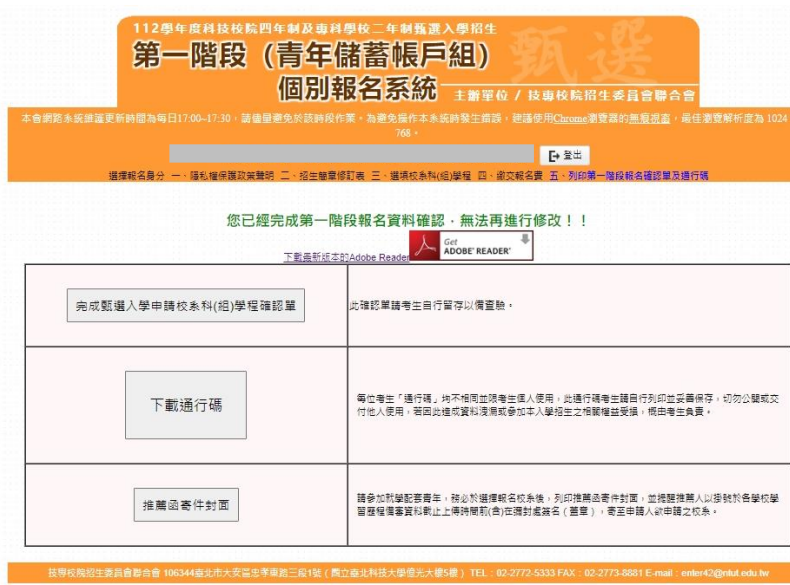 112學年度科技校院四年制及專科學校二年制甄選入學招生
甄選
第一階段（青年儲蓄帳戶組）
個別報名系統
主辦單位 / 技專校院招生委員會聯合會
本會網路系統維護更新時間為每日17:00~17:30，請儘量避免於該時段作業。為避免操作本系統時發生錯誤，建議使用Chrome瀏覽器的無痕視窗，最佳瀏覽解析度為 1024
768。
登出
選擇報名身分 一、隱私權保護政策聲明 二、招生簡章修訂表 三、選填校系科(組)學程 四、繳交報名費 五、列印第一階段報名確認單及通行碼
您已經完成第一階段報名資料確認，無法再進行修改！！
下載最新版本的Adobe Reader
Get
ADOBE® READER®
完成甄選入學申請校系科(組)學程確認單
此確認單請考生自行留存以備查驗。
下載通行碼
每位考生「通行碼」均不相同並限考生個人使用，此通行碼考生請自行列印並妥善保存，切勿公開或交
付他人使用，若因此造成資料洩漏或參加本入學招生之相關權益受損，概由考生負責。
推薦函寄件封面
請參加就學配套青年，務必於選擇報名校系後，列印推薦函寄件封面，並提醒推薦人以掛號於各學校學
習歷程備審資料截止上傳時間前(含)在彌封處簽名（蓋章），寄至申請人欲申請之校系。
技專校院招生委員會聯合會 106344臺北市大安區忠孝東路三段1號（國立臺北科技大學億光大樓5樓） TEL：02-2772-5333 FAX：02-2773-8881 E-mail：enter42@ntut.edu.tw